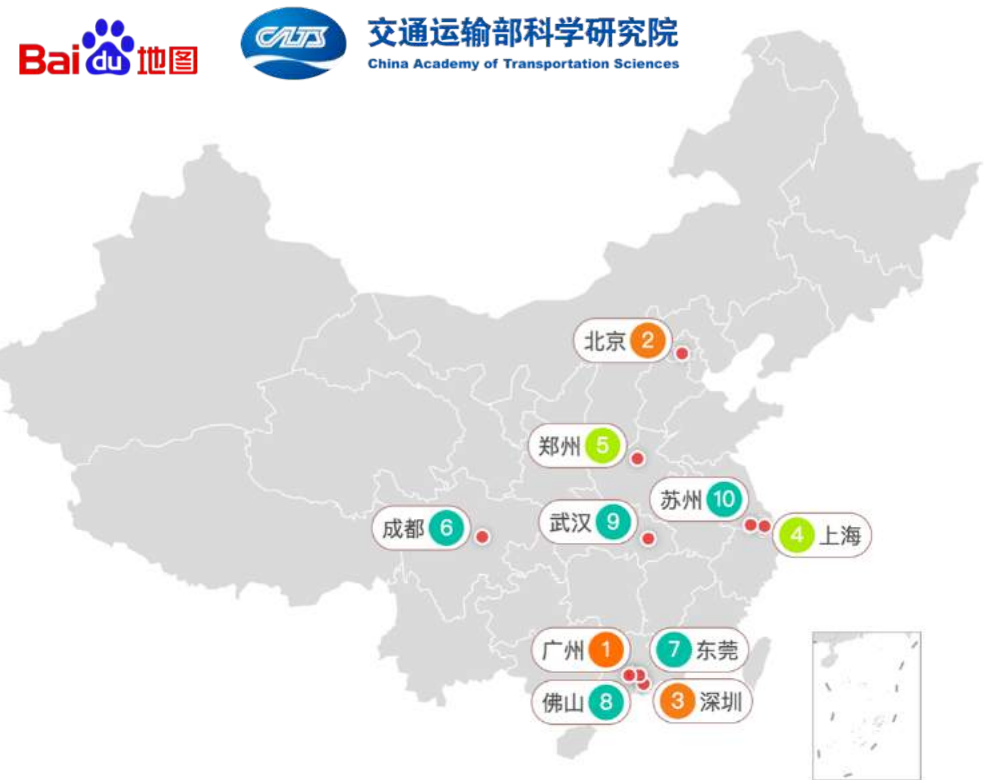 Bai du 地图
CATS 交通运输部科学研究院
China Academy of Transportation Sciences
北京 2
郑州 5
苏州 10
成都 6
武汉 9
4 上海
广州 1
7 东莞
佛山 8
3 深圳